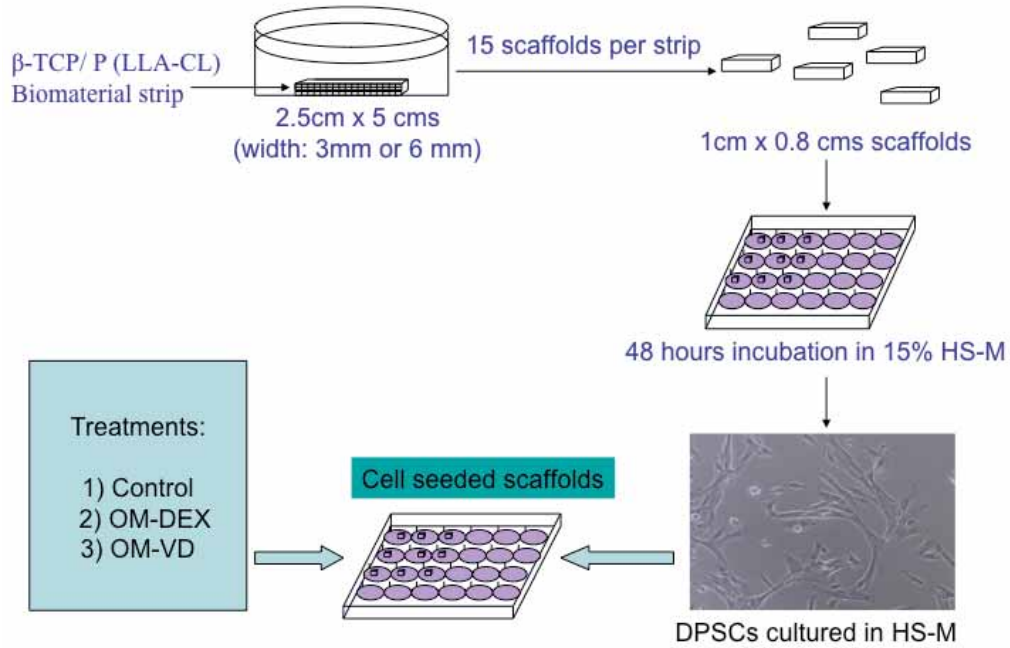 β-TCP/ P (LLA-CL)
Biomaterial strip
2.5cm x 5 cms
(width: 3mm or 6 mm)
15 scaffolds per strip
1cm x 0.8 cms scaffolds
48 hours incubation in 15% HS-M
Treatments:
1) Control
2) OM-DEX
3) OM-VD
Cell seeded scaffolds
DPSCs cultured in HS-M